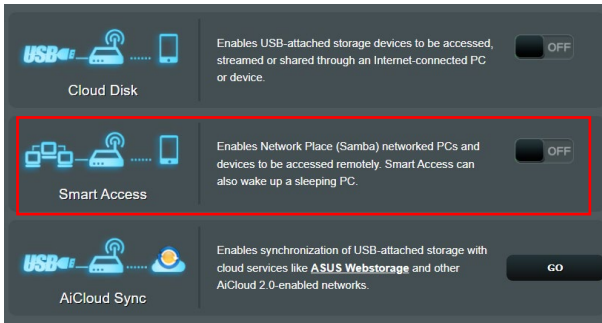 USB
Enables USB-attached storage devices to be accessed,
streamed or shared through an Internet-connected PC
or device.
OFF
Cloud Disk
Enables Network Place (Samba) networked PCs and
devices to be accessed remotely. Smart Access can
also wake up a sleeping PC.
OFF
Smart Access
USB
Enables synchronization of USB-attached storage with
cloud services like ASUS Webstorage and other
AiCloud 2.0-enabled networks.
GO
AiCloud Sync